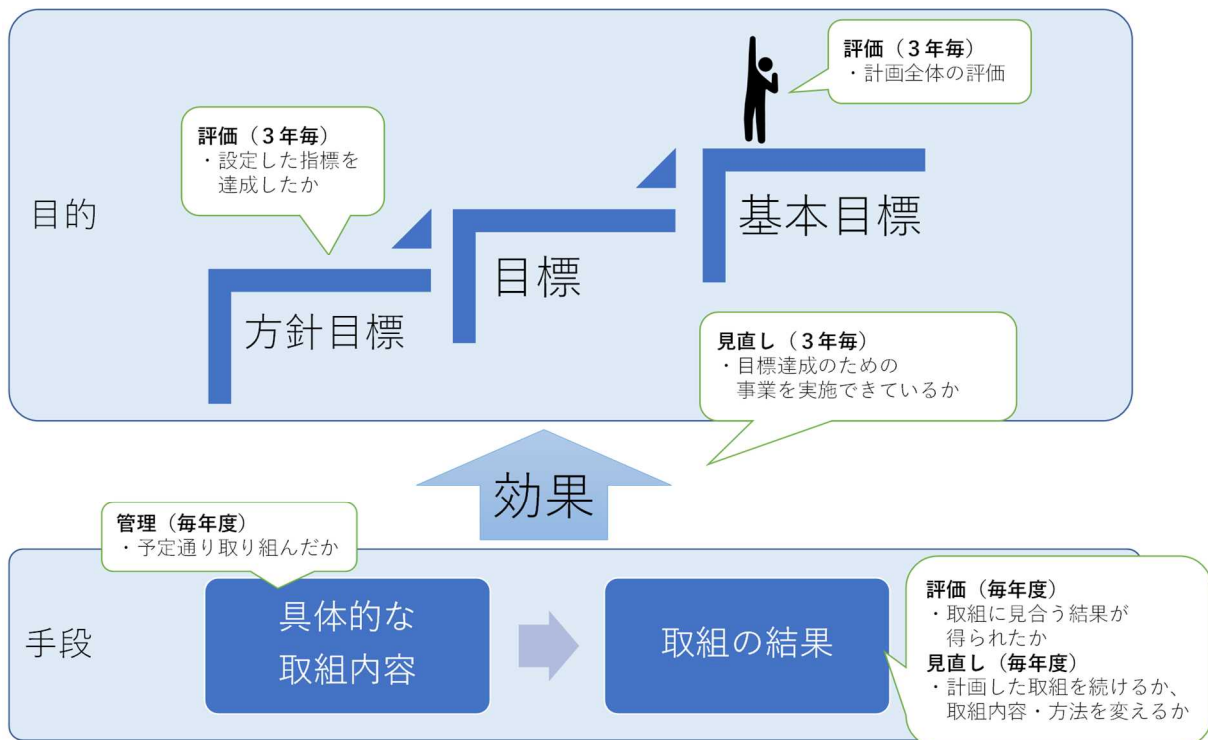 評価（３年毎）
・計画全体の評価
評価（３年毎）
・設定した指標を
達成したか
目的
基本目標
目標
方針目標
見直し（３年毎）
・目標達成のための
事業を実施できているか
効果
管理（毎年度）
・予定通り取り組んだか
手段
具体的な
取組内容
取組の結果
評価（毎年度）
・取組に見合う結果が
得られたか
見直し（毎年度）
・計画した取組を続けるか、
取組内容・方法を変えるか